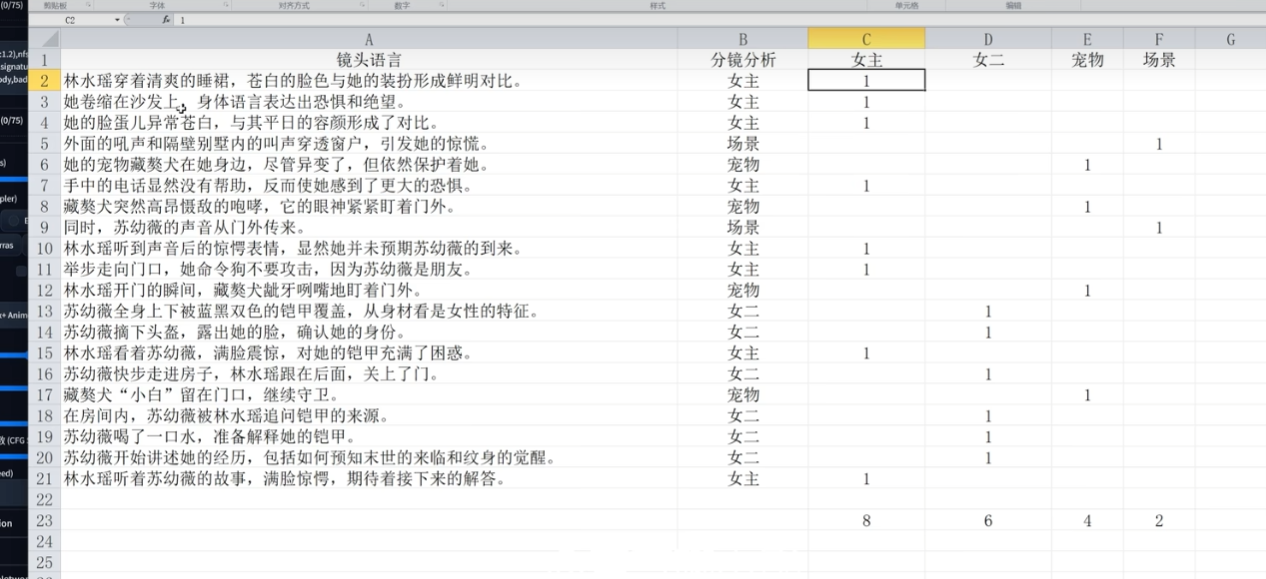 (0/75)
剪贴板 字体 对齐方式 数字 样式 单元格 编辑
C2 fx 1
A B C D E F G
1 镜头语言 分镜分析 女主 女二 宠物 场景
2 林水瑶穿着清爽的睡裙，苍白的脸色与她的装扮形成鲜明对比。 女主 1
3 她卷缩在沙发上，身体语言表达出恐惧和绝望。 女主 1
4 她的脸蛋儿异常苍白，与其平日的容颜形成了对比。 女主 1
5 外面的吼声和隔壁别墅内的叫声穿透窗户，引发她的惊慌。 场景 1
6 她的宠物藏獒犬在她身边，尽管异变了，但依然保护着她。 宠物 1
7 手中的电话显然没有帮助，反而使她感到了更大的恐惧。 女主 1
8 藏獒犬突然高昂慑敌的咆哮，它的眼神紧紧盯着门外。 宠物 1
9 同时，苏幼薇的声音从门外传来。 场景 1
10 林水瑶听到声音后的惊愕表情，显然她并未预期苏幼薇的到来。 女主 1
11 举步走向门口，她命令狗不要攻击，因为苏幼薇是朋友。 女主 1
12 林水瑶开门的瞬间，藏獒犬龇牙咧嘴地盯着门外。 宠物 1
13 苏幼薇全身上下被蓝黑双色的铠甲覆盖，从身材看是女性的特征。 女二 1
14 苏幼薇摘下头盔，露出她的脸，确认她的身份。 女二 1
15 林水瑶看着苏幼薇，满脸震惊，对她的铠甲充满了困惑。 女主 1
16 苏幼薇快步走进房子，林水瑶跟在后面，关上了门。 女二 1
17 藏獒犬“小白”留在门口，继续守卫。 宠物 1
18 在房间内，苏幼薇被林水瑶追问铠甲的来源。 女二 1
19 苏幼薇喝了一口水，准备解释她的铠甲。 女二 1
20 苏幼薇开始讲述她的经历，包括如何预知末世的来临和纹身的觉醒。 女二 1
21 林水瑶听着苏幼薇的故事，满脸惊愕，期待着接下来的解答。 女主 1
22
23 8 6 4 2
24
25
:1.2),nfs
signatu
ody,bad
(0/75)
s)
pler)
rras
x+ Anim
数 (CFG
eed)
ion